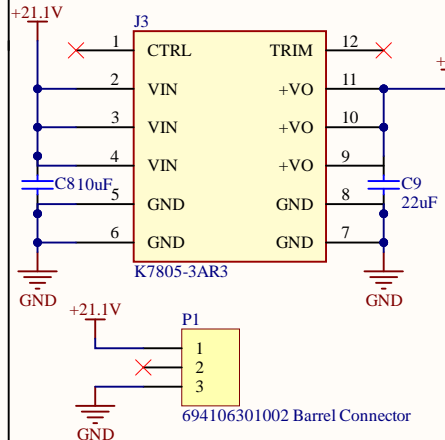 +21.1V
J3
1 CTRL TRIM 12
2 VIN +VO 11
+
3 VIN +VO 10
4 VIN +VO 9
C8 10uF C9
5 GND GND 8
22uF
6 GND GND 7
K7805-3AR3
GND GND
+21.1V
P1
1
2
3
694106301002 Barrel Connector
GND